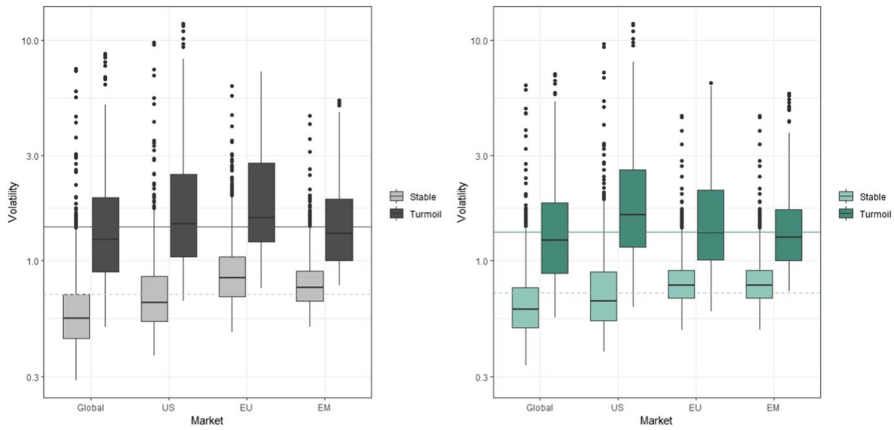 10.0
3.0
1.0
0.3
Volatility
Global US EU EM
Market
Stable
Turmoil
10.0
3.0
1.0
0.3
Volatility
Global US EU EM
Market
Stable
Turmoil